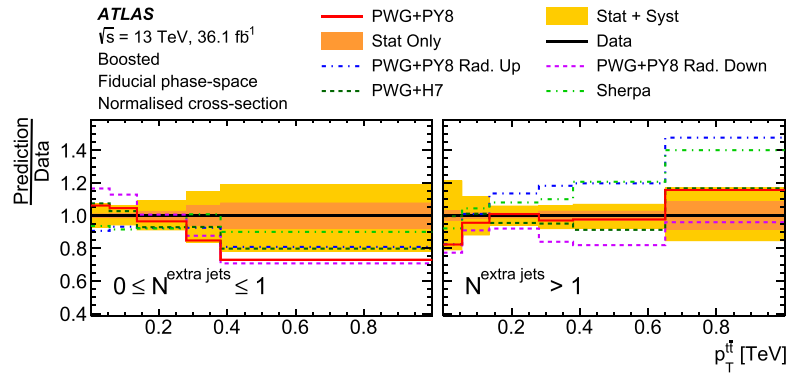 ATLAS
√s = 13 TeV, 36.1 fb-1
Boosted
Fiducial phase-space
Normalised cross-section
PWG+PY8
Stat + Syst
Stat Only
Data
PWG+PY8 Rad. Up
PWG+PY8 Rad. Down
PWG+H7
Sherpa
Prediction
Data
1.4
1.2
1.0
0.8
0.6
0.4
0 ≤ N^extra jets ≤ 1
N^extra jets > 1
0.2 0.4 0.6 0.8
0.2 0.4 0.6 0.8
p_T^tt̄ [TeV]